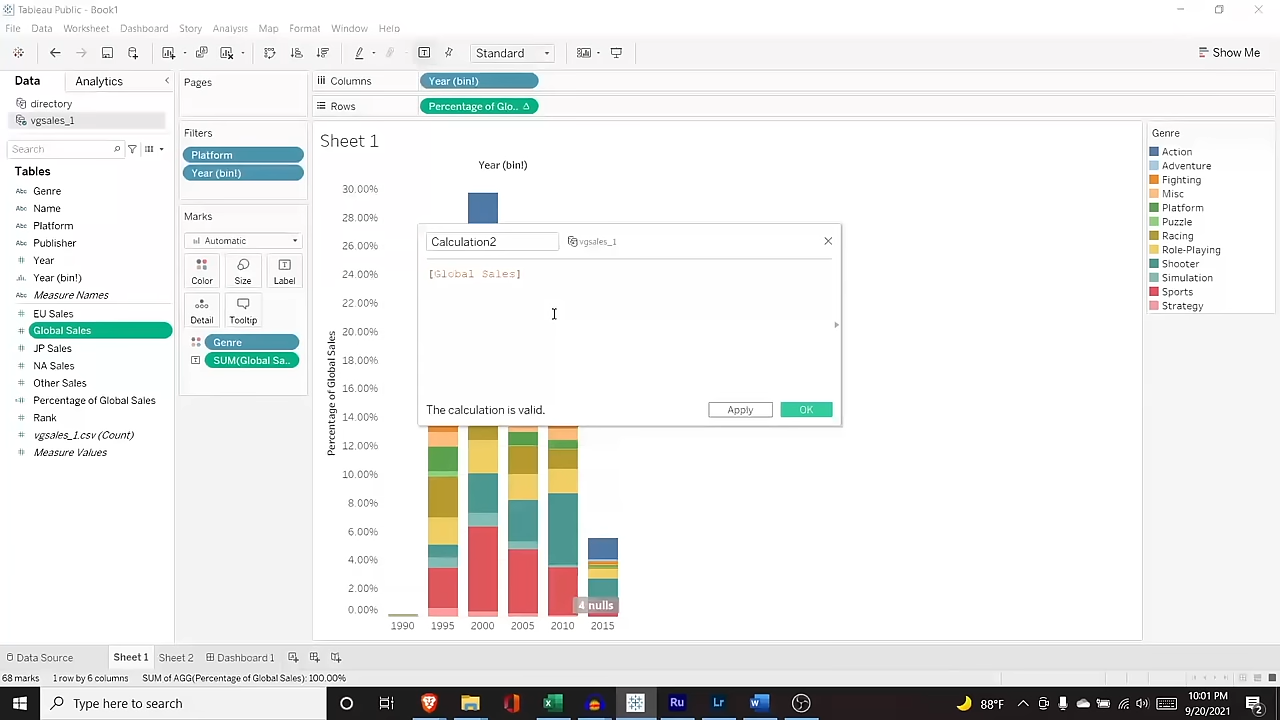 Tableau Public - Book1
File Data Worksheet Dashboard Story Analysis Map Format Window Help
Standard
Show Me
Data
Analytics
directory
vgsales_1
Search
Tables
Abc Genre
Abc Name
Abc Platform
Abc Publisher
Abc Year
Year (bin!)
Abc Measure Names
# EU Sales
# Global Sales
# JP Sales
# NA Sales
# Other Sales
Percentage of Global Sales
# Rank
# vgsales_1.csv (Count)
# Measure Values
Pages
Filters
Platform
Year (bin!)
Marks
Automatic
Color
Size
Label
Detail
Tooltip
Genre
SUM(Global Sa..
Columns
Year (bin!)
Rows
Percentage of Glo.. Δ
Sheet 1
Year (bin!)
Percentage of Global Sales
30.00%
28.00%
26.00%
24.00%
22.00%
20.00%
18.00%
16.00%
14.00%
12.00%
10.00%
8.00%
6.00%
4.00%
2.00%
0.00%
1990
1995
2000
2005
2010
2015
4 nulls
Calculation2
vgsales_1
[Global Sales]
The calculation is valid.
Apply
OK
Genre
Action
Adventure
Fighting
Misc
Platform
Puzzle
Racing
Role-Playing
Shooter
Simulation
Sports
Strategy
Data Source
Sheet 1
Sheet 2
Dashboard 1
68 marks
1 row by 6 columns
SUM of AGG(Percentage of Global Sales): 100.00%
Type here to search
Ru
Lr
88°F
10:01 PM
9/20/2021
2